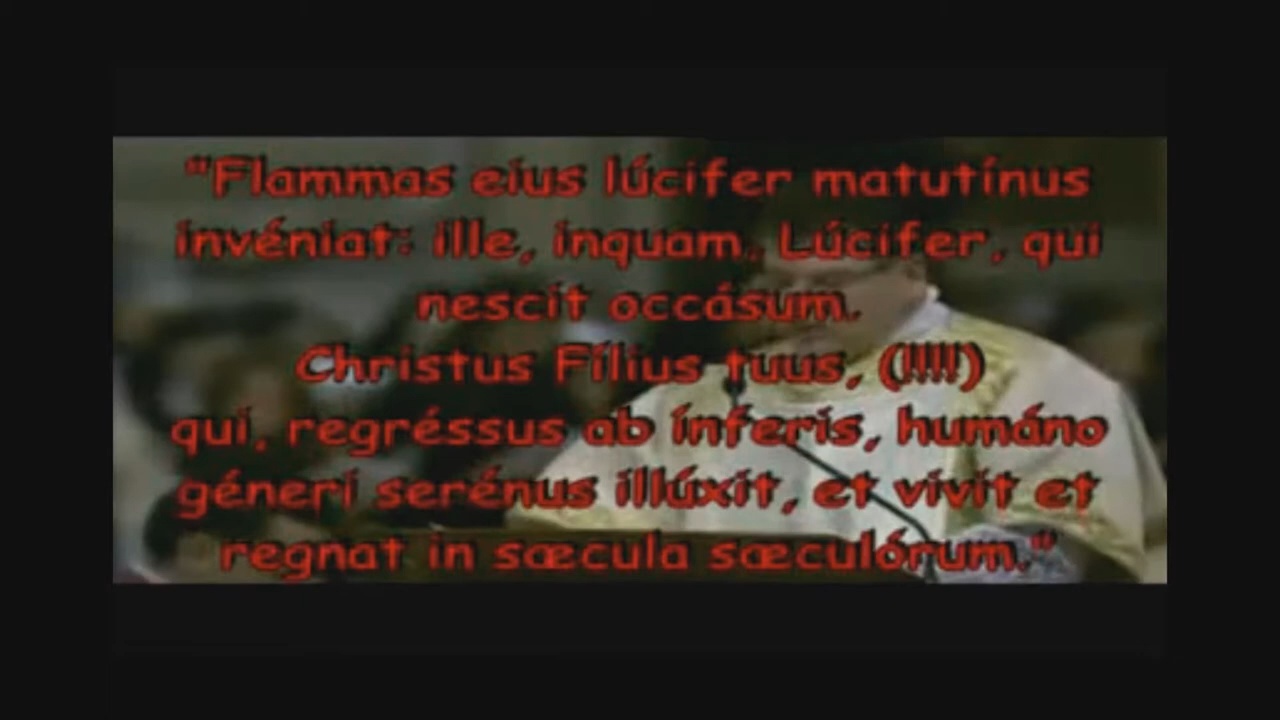 "Flammas eius lúcifer matutínus
invéniat: ille, inquam, Lúcifer, qui
nescit occásum.
Christus Fílius tuus, (!!!!)
qui, regréssus ab ínferis, humáno
géneri serénus illúxit, et vivit et
regnat in sæcula sæculórum."